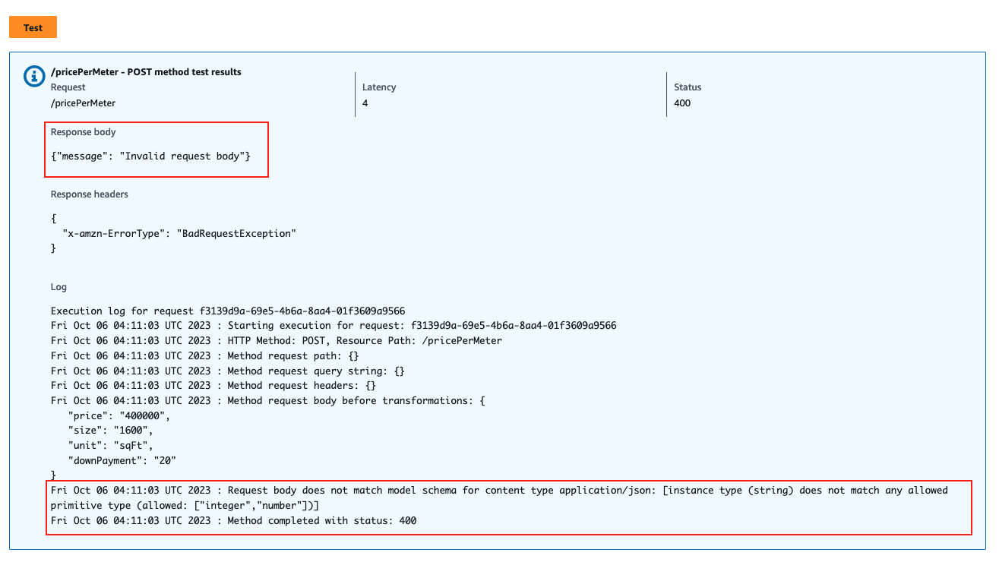 Test
/pricePerMeter - POST method test results
Request
/pricePerMeter
Latency
4
Status
400
Response body
{"message": "Invalid request body"}
Response headers
{
  "x-amzn-ErrorType": "BadRequestException"
}
Log
Execution log for request f3139d9a-69e5-4b6a-8aa4-01f3609a9566
Fri Oct 06 04:11:03 UTC 2023 : Starting execution for request: f3139d9a-69e5-4b6a-8aa4-01f3609a9566
Fri Oct 06 04:11:03 UTC 2023 : HTTP Method: POST, Resource Path: /pricePerMeter
Fri Oct 06 04:11:03 UTC 2023 : Method request path: {}
Fri Oct 06 04:11:03 UTC 2023 : Method request query string: {}
Fri Oct 06 04:11:03 UTC 2023 : Method request headers: {}
Fri Oct 06 04:11:03 UTC 2023 : Method request body before transformations: {
   "price": "400000",
   "size": "1600",
   "unit": "sqFt",
   "downPayment": "20"
}
Fri Oct 06 04:11:03 UTC 2023 : Request body does not match model schema for content type application/json: [instance type (string) does not match any allowed
primitive type (allowed: ["integer","number"])]
Fri Oct 06 04:11:03 UTC 2023 : Method completed with status: 400